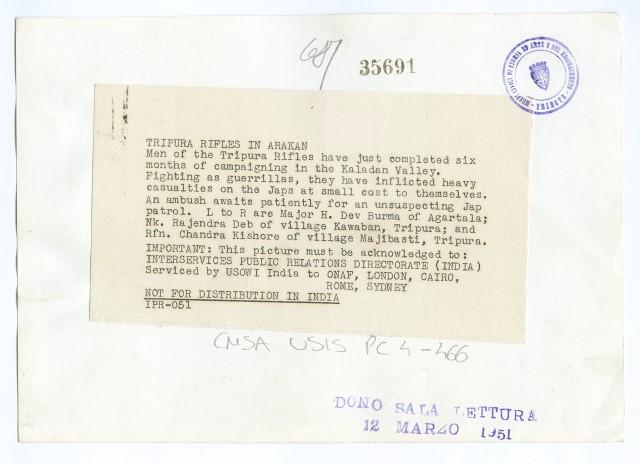 687
35691
TRIPURA RIFLES IN ARAKAN
Men of the Tripura Rifles have just completed six
months of campaigning in the Kaladan Valley.
Fighting as guerrillas, they have inflicted heavy
casualties on the Japs at small cost to themselves.
An ambush awaits patiently for an unsuspecting Jap
patrol. L to R are Major H. Dev Burma of Agartala;
Nk. Rajendra Deb of village Kawaban, Tripura; and
Rfn. Chandra Kishore of village Majibasti, Tripura.
IMPORTANT: This picture must be acknowledged to:
INTERSERVICES PUBLIC RELATIONS DIRECTORATE (INDIA)
Serviced by USOWI India to ONAF, LONDON, CAIRO,
ROME, SYDNEY
NOT FOR DISTRIBUTION IN INDIA
IPR-051
CMSA USIS PC 4-466
DONO SALA LETTURA
12 MARZO 1951